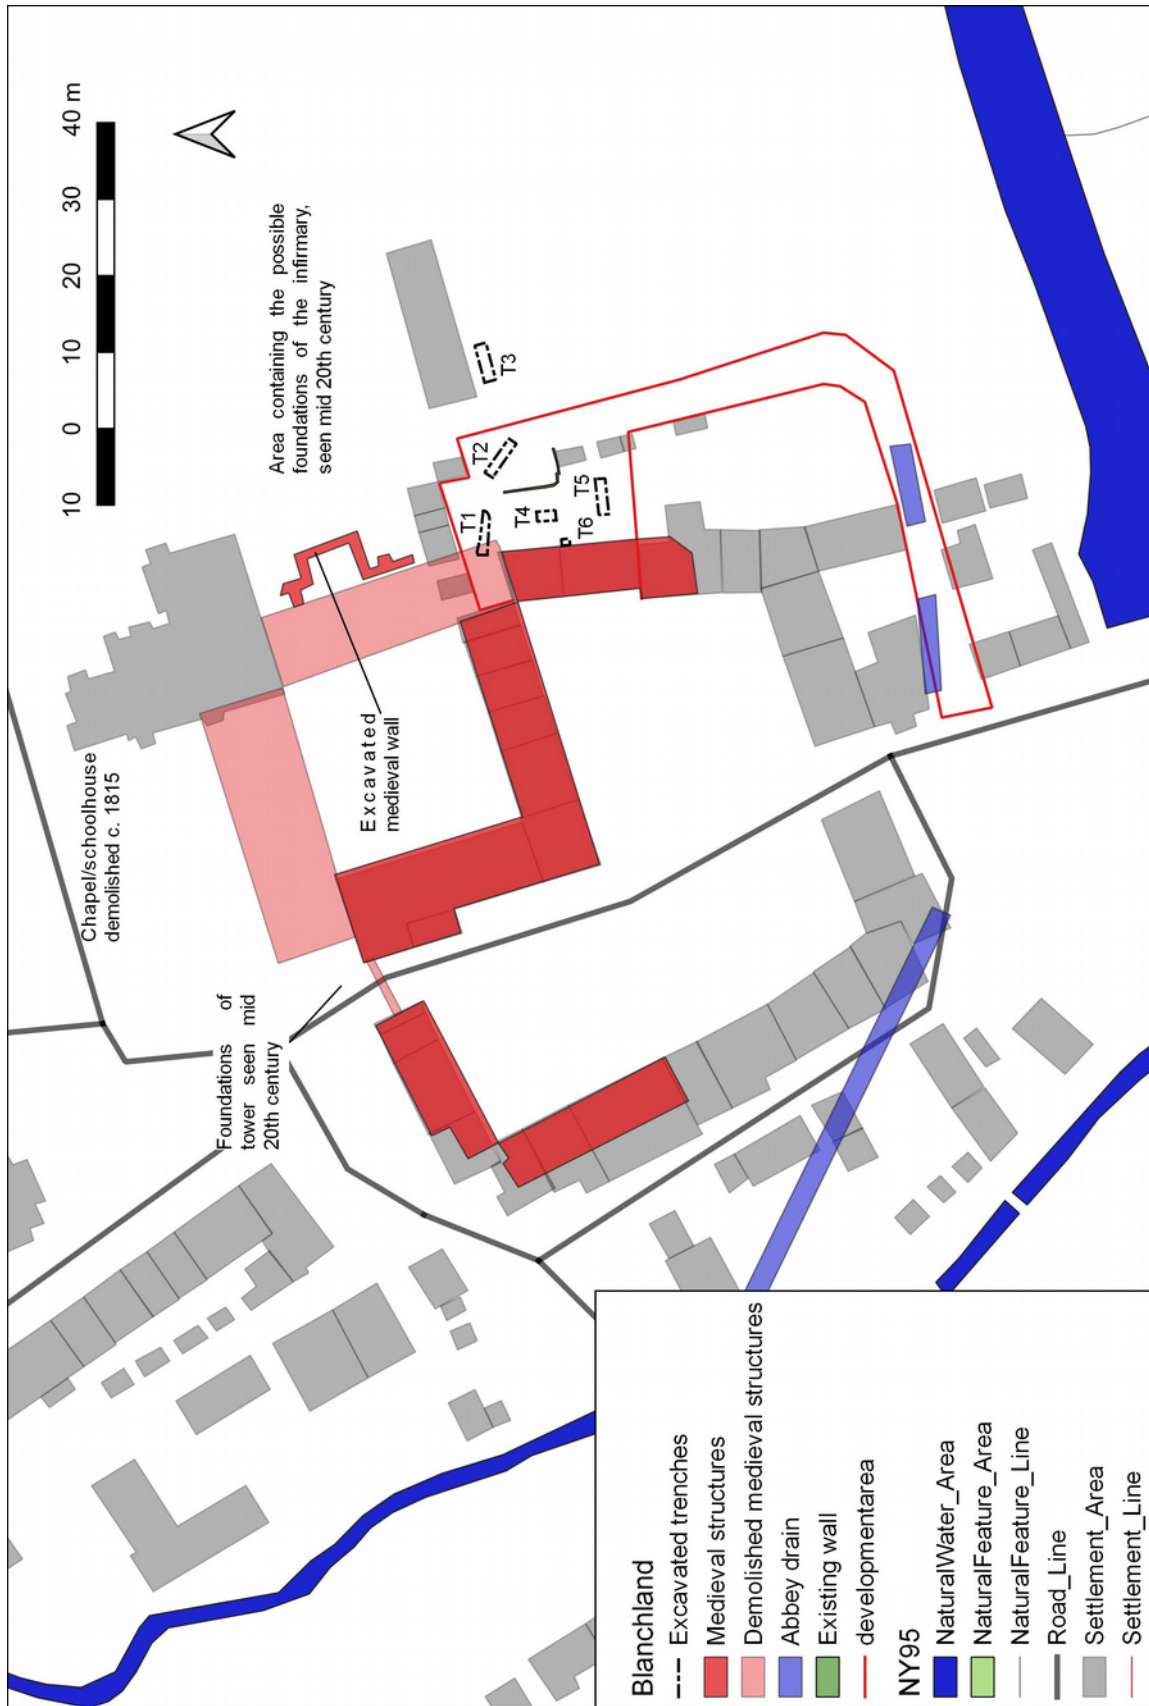 Chapel/schoolhouse
demolished c. 1815
10 0 10 20 30 40 m
Area containing the possible
foundations of the infirmary,
seen mid 20th century
Foundations of
tower seen mid
20th century
Excavated
medieval wall
T1
T2
T3
T4
T5
T6
Blanchland
Excavated trenches
Medieval structures
Demolished medieval structures
Abbey drain
Existing wall
developmentarea
NY95
NaturalWater_Area
NaturalFeature_Area
NaturalFeature_Line
Road_Line
Settlement_Area
Settlement_Line